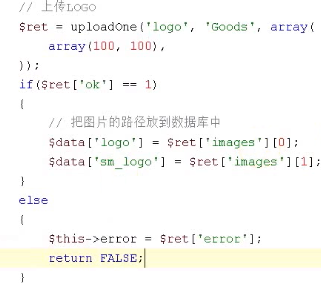 // 上传LOGO
$ret = uploadOne('logo', 'Goods', array(
    array(100, 100),
));
if($ret['ok'] == 1)
{
    // 把图片的路径放到数据库中
    $data['logo'] = $ret['images'][0];
    $data['sm_logo'] = $ret['images'][1];
}
else
{
    $this->error = $ret['error'];
    return FALSE;
}